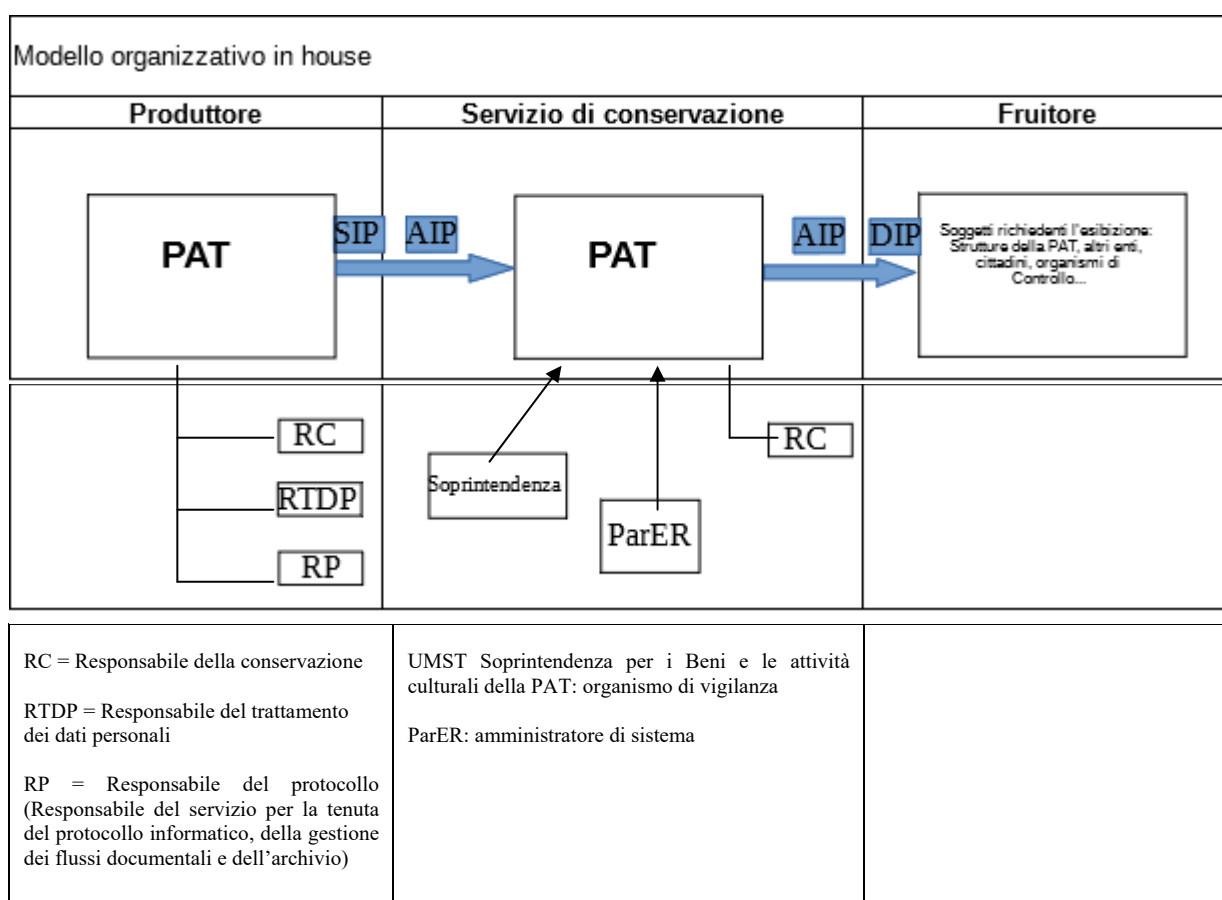 Modello organizzativo in house
Produttore
Servizio di conservazione
Fruitore
PAT
SIP
AIP
PAT
AIP
DIP
Soggetti richiedenti l'esibizione:
Strutture della PAT, altri enti,
cittadini, organismi di
Controllo...
RC
RTDP
RP
Soprintendenza
ParER
RC
RC = Responsabile della conservazione
RTDP = Responsabile del trattamento
dei dati personali
RP = Responsabile del protocollo
(Responsabile del servizio per la tenuta
del protocollo informatico, della gestione
dei flussi documentali e dell'archivio)
UMST Soprintendenza per i Beni e le attività
culturali della PAT: organismo di vigilanza
ParER: amministratore di sistema